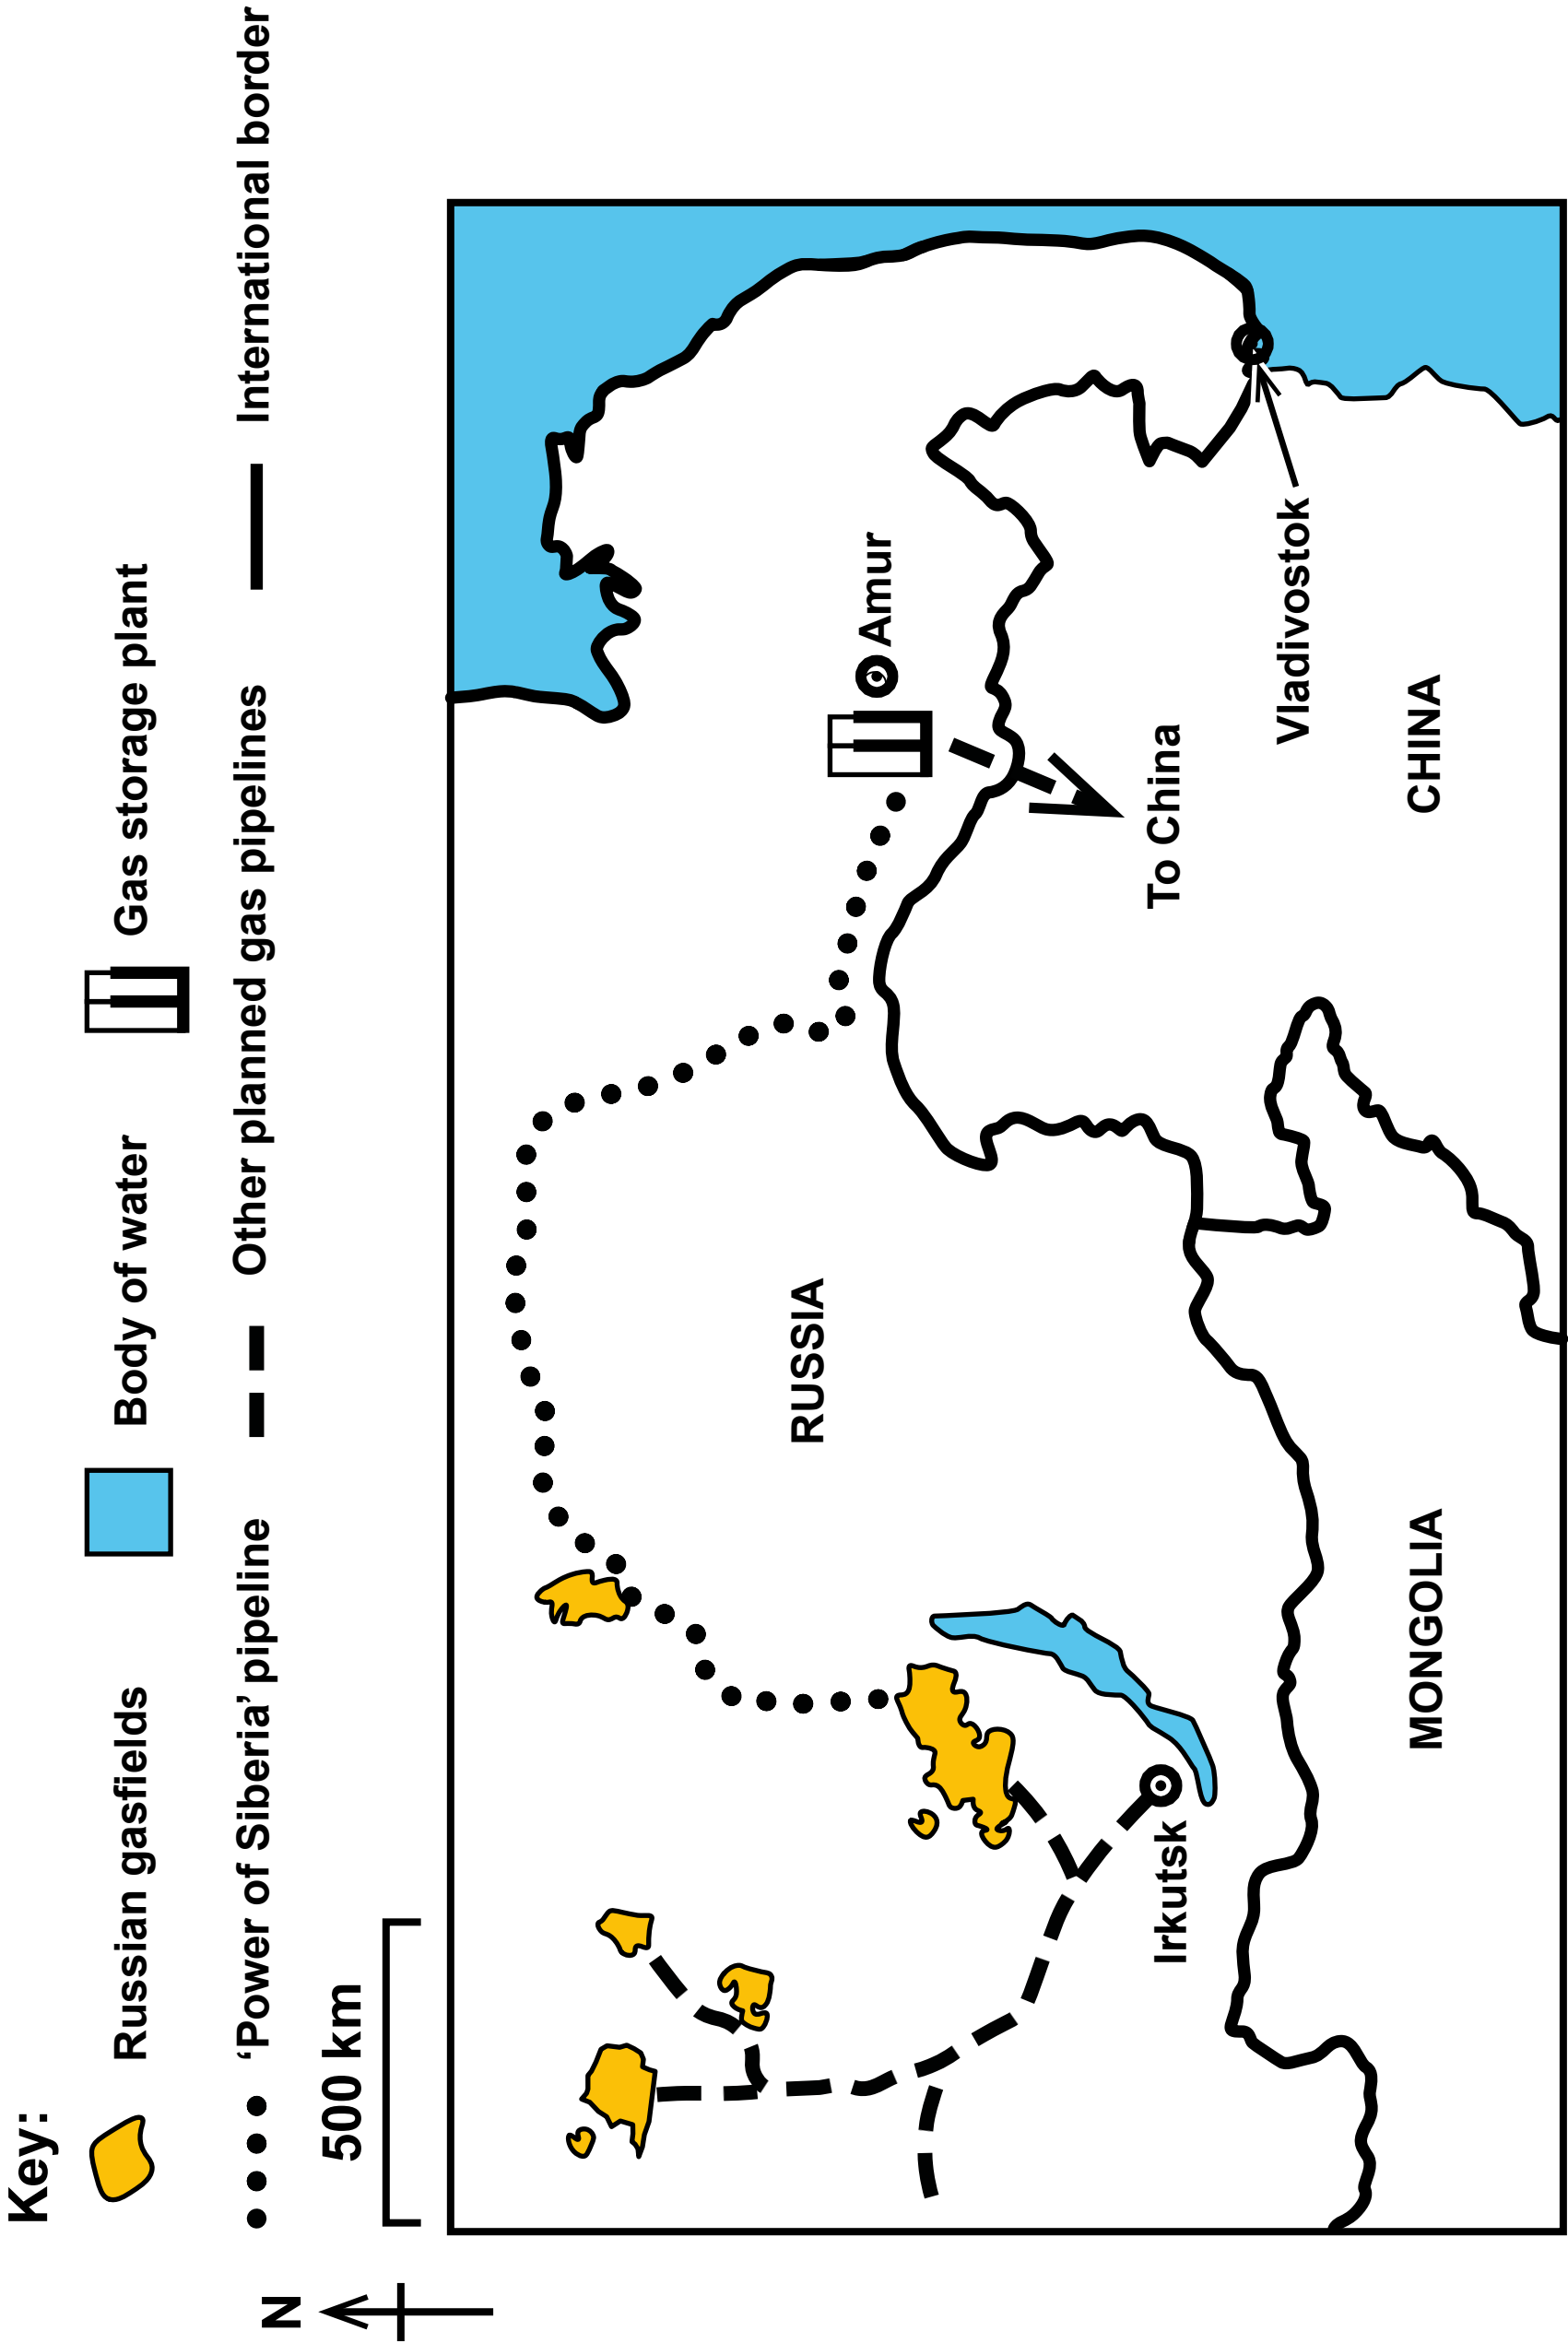 Key:
Russian gasfields
Body of water
Gas storage plant
‘Power of Siberia’ pipeline
Other planned gas pipelines
International border
500 km
N
RUSSIA
Amur
To China
Irkutsk
Vladivostok
MONGOLIA
CHINA